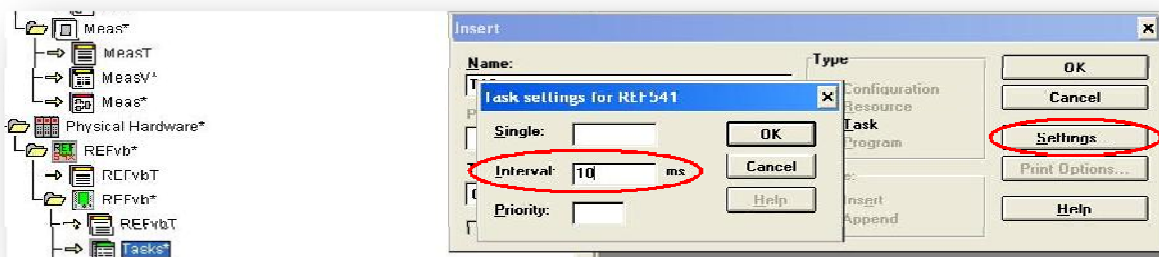 Meas*
MeasT
MeasV*
Meas*
Physical Hardware*
REFvb*
REFvbT
REFvb*
REFvbT
Tasks*
Insert
Name:
Type
Configuration
Resource
Task
Program
Insert
Append
OK
Cancel
Settings...
Print Options...
Help
Task settings for REF541
Single:
Interval: 10 ms
Priority:
OK
Cancel
Help